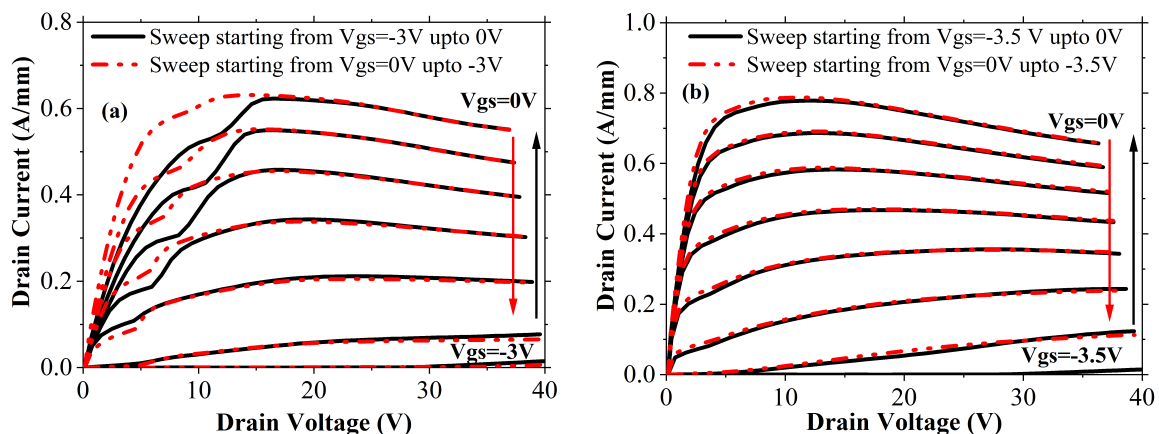 (a)
Sweep starting from Vgs=-3V upto 0V
Sweep starting from Vgs=0V upto -3V
Vgs=0V
Vgs=-3V
0.8
0.6
0.4
0.2
0.0
0 10 20 30 40
Drain Current (A/mm)
Drain Voltage (V)
(b)
Sweep starting from Vgs=-3.5 V upto 0V
Sweep starting from Vgs=0V upto -3.5V
Vgs=0V
Vgs=-3.5V
1.0
0.8
0.6
0.4
0.2
0.0
0 10 20 30 40
Drain Current (A/mm)
Drain Voltage (V)